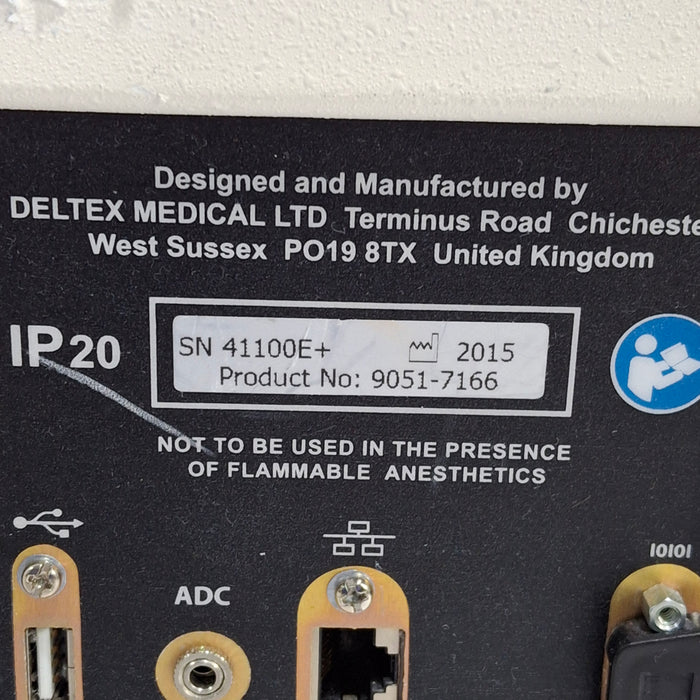 Designed and Manufactured by
DELTEX MEDICAL LTD Terminus Road Chicheste
West Sussex PO19 8TX United Kingdom
IP20
SN 41100E+ 2015
Product No: 9051-7166
NOT TO BE USED IN THE PRESENCE
OF FLAMMABLE ANESTHETICS
ADC
IOIOI